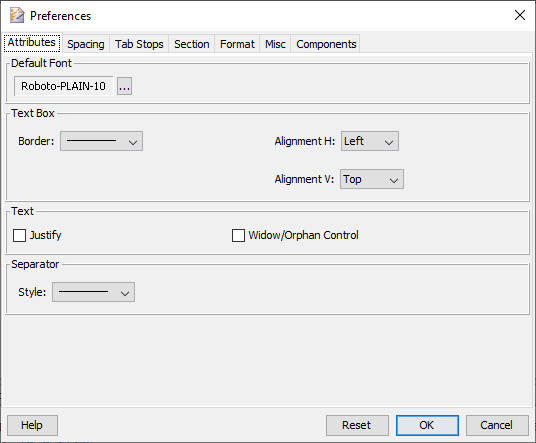 Preferences
Attributes Spacing Tab Stops Section Format Misc Components
Default Font
Roboto-PLAIN-10 ...
Text Box
Border: Alignment H: Left
Alignment V: Top
Text
Justify Widow/Orphan Control
Separator
Style:
Help Reset OK Cancel